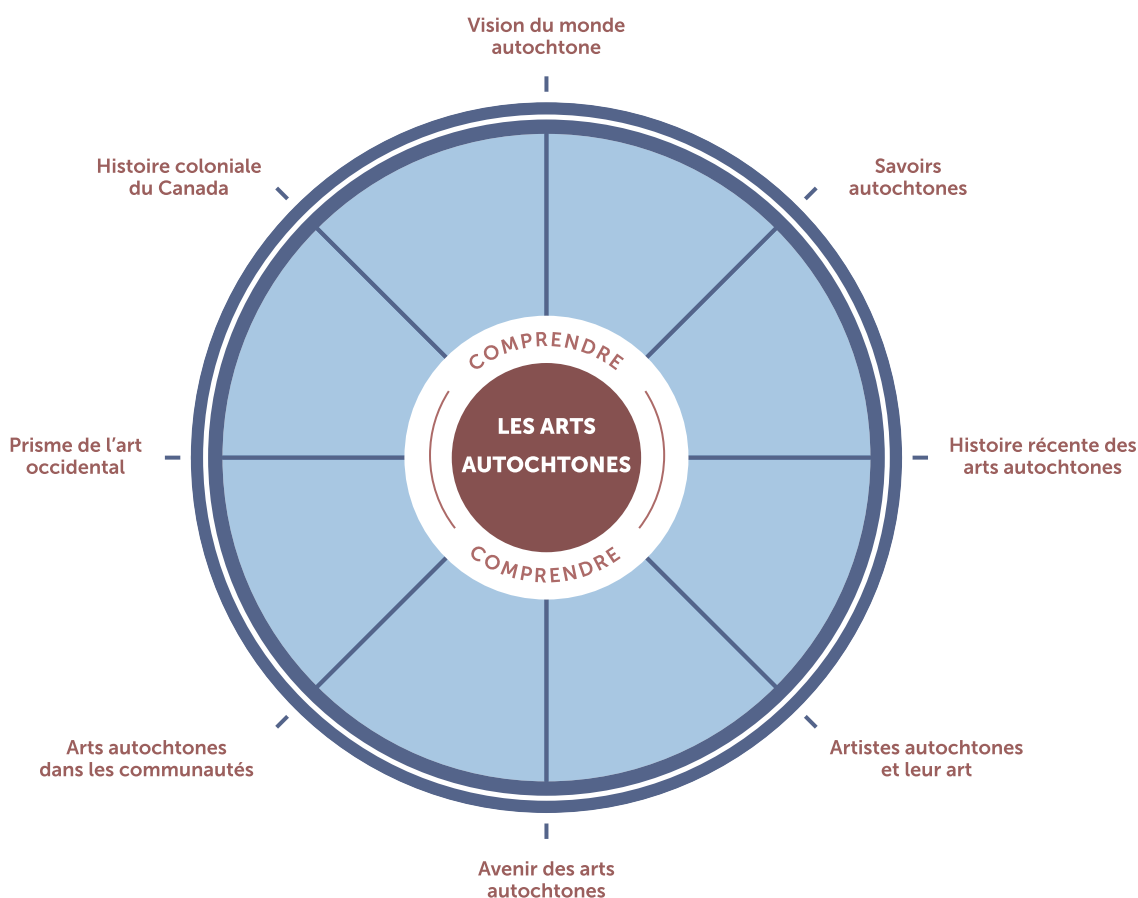 Vision du monde
autochtone
Histoire coloniale
du Canada
Savoirs
autochtones
COMPRENDRE
LES ARTS
AUTOCHTONES
COMPRENDRE
Prisme de l’art
occidental
Histoire récente des
arts autochtones
Arts autochtones
dans les communautés
Artistes autochtones
et leur art
Avenir des arts
autochtones